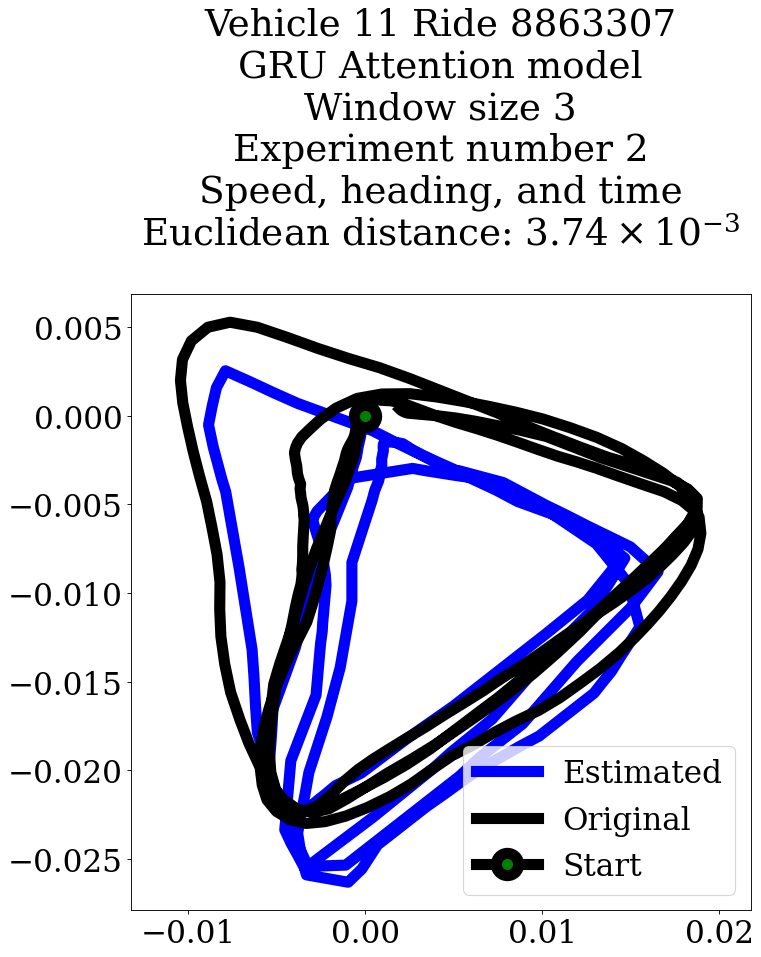 Vehicle 11 Ride 8863307
GRU Attention model
Window size 3
Experiment number 2
Speed, heading, and time
Euclidean distance: 3.74 × 10⁻³
0.005
0.000
−0.005
−0.010
−0.015
−0.020
−0.025
Estimated
Original
Start
−0.01 0.00 0.01 0.02